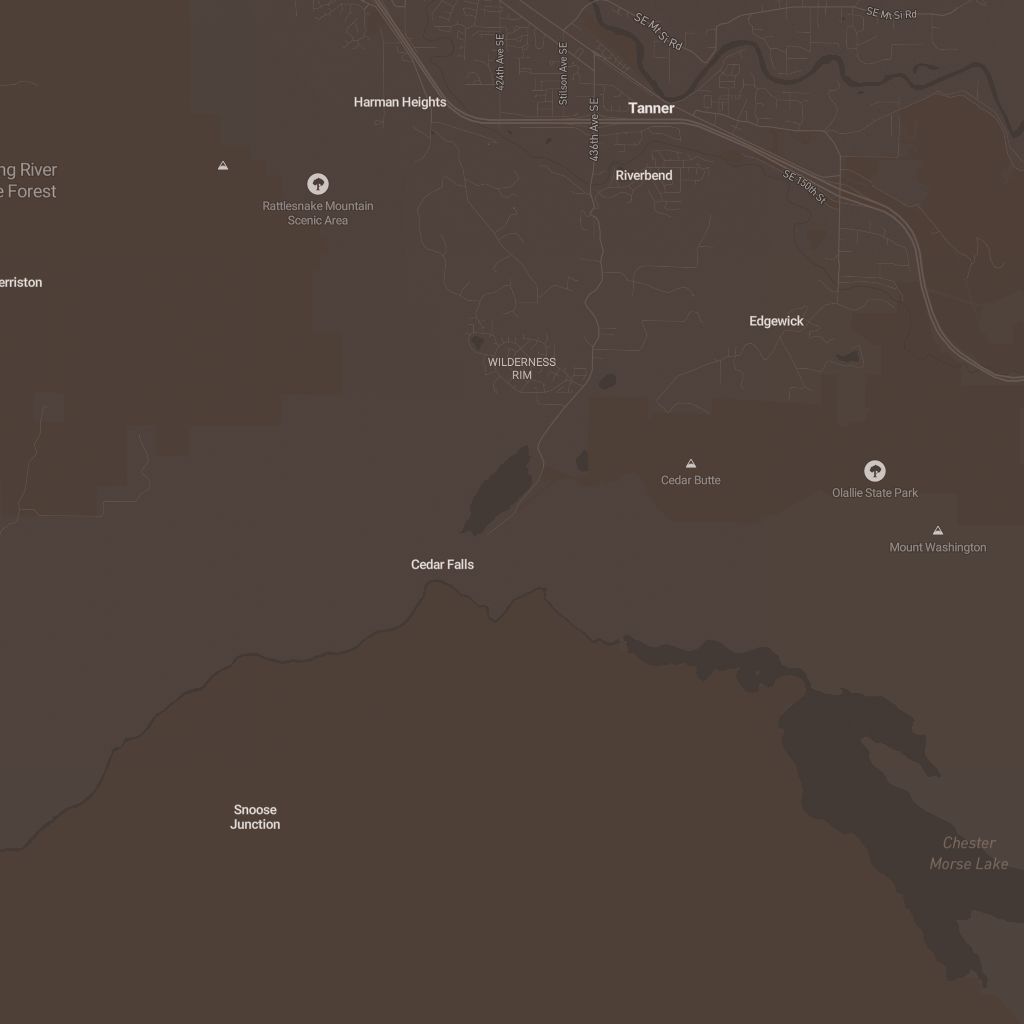 SE Mt Si Rd
SE Mt Si Rd
424th Ave SE
Stilson Ave SE
Harman Heights
Tanner
436th Ave SE
ng River
e Forest
Riverbend
SE 150th St
Rattlesnake Mountain
Scenic Area
erriston
Edgewick
WILDERNESS
RIM
Cedar Butte
Olallie State Park
Mount Washington
Cedar Falls
Snoose
Junction
Chester
Morse Lake